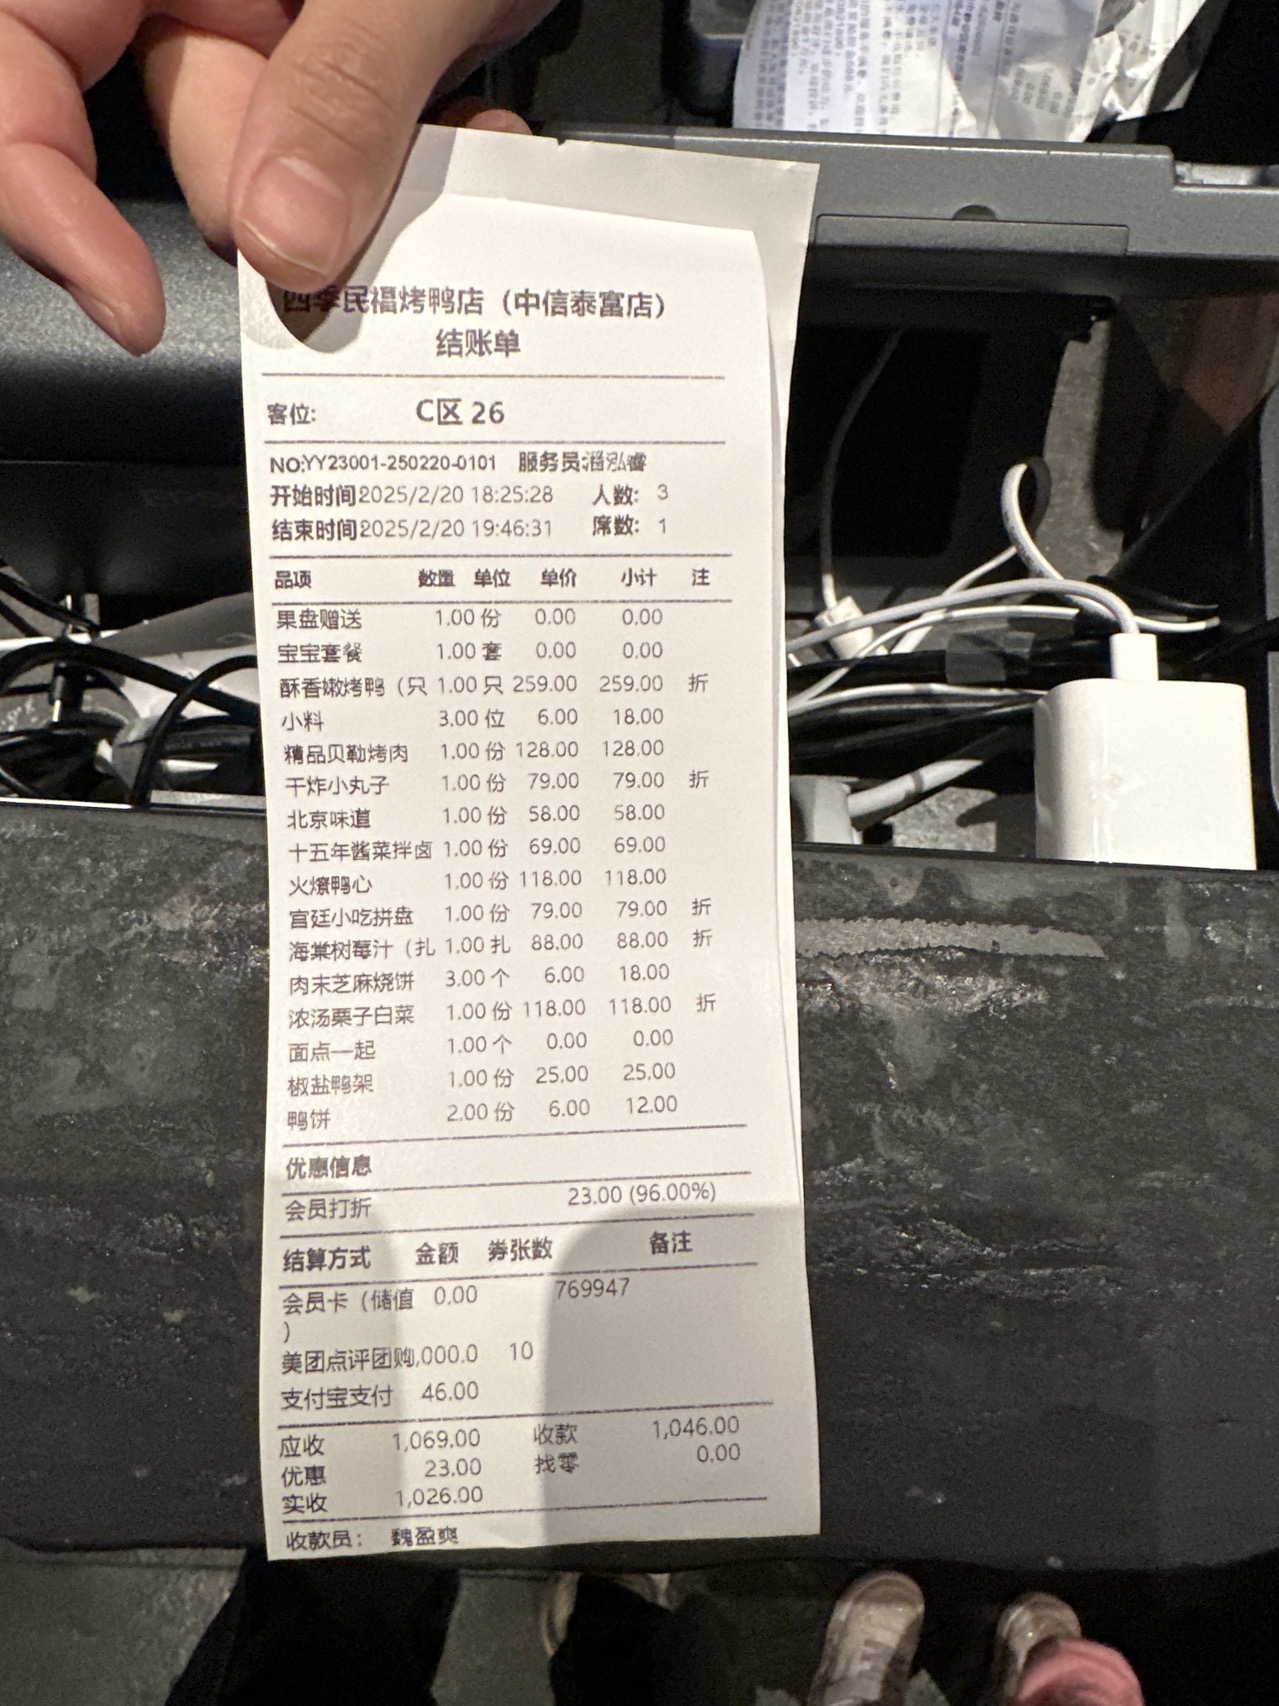 四季民福烤鸭店（中信泰富店）
结账单
客位: C区 26
NO:YY23001-250220-0101 服务员:潘泓睿
开始时间2025/2/20 18:25:28 人数: 3
结束时间2025/2/20 19:46:31 席数: 1
品项 数量 单位 单价 小计 注
果盘赠送 1.00 份 0.00 0.00
宝宝套餐 1.00 套 0.00 0.00
酥香嫩烤鸭（只 1.00 只 259.00 259.00 折
小料 3.00 位 6.00 18.00
精品贝勒烤肉 1.00 份 128.00 128.00
干炸小丸子 1.00 份 79.00 79.00 折
北京味道 1.00 份 58.00 58.00
十五年酱菜拌卤 1.00 份 69.00 69.00
火燎鸭心 1.00 份 118.00 118.00
宫廷小吃拼盘 1.00 份 79.00 79.00 折
海棠树莓汁（扎 1.00 扎 88.00 88.00 折
肉末芝麻烧饼 3.00 个 6.00 18.00
浓汤栗子白菜 1.00 份 118.00 118.00 折
面点一起 1.00 个 0.00 0.00
椒盐鸭架 1.00 份 25.00 25.00
鸭饼 2.00 份 6.00 12.00
优惠信息
会员打折 23.00 (96.00%)
结算方式 金额 券张数 备注
会员卡（储值 0.00 769947
）
美团点评团购,000.0 10
支付宝支付 46.00
应收 1,069.00 收款 1,046.00
优惠 23.00 找零 0.00
实收 1,026.00
收款员: 魏盈爽